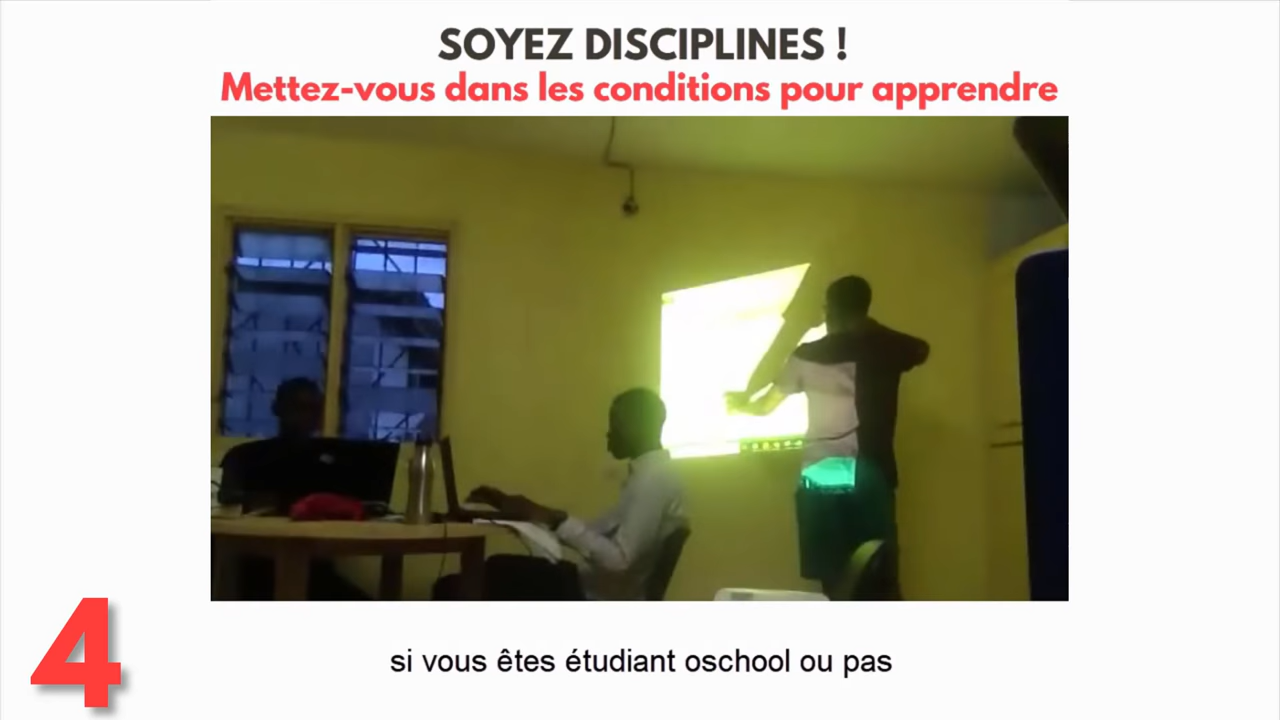 SOYEZ DISCIPLINES !
Mettez-vous dans les conditions pour apprendre
4
si vous êtes étudiant oschool ou pas